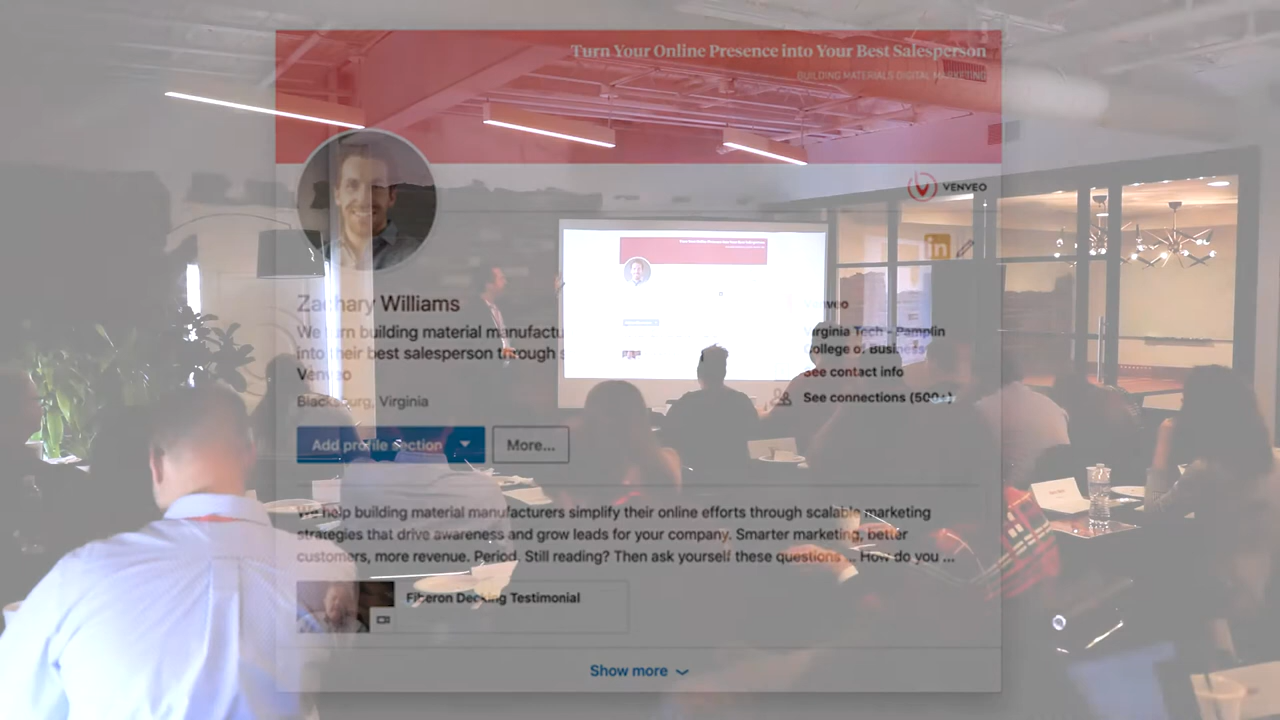 Turn Your Online Presence into Your Best Salesperson
BUILDING MATERIALS DIGITAL MARKETING
VENVEO
in
Zachary Williams
We turn building material manufactu
into their best salesperson through s
Venveo
Blacksburg, Virginia
Venveo
Virginia Tech - Pamplin
College of Business
See contact info
See connections (500+)
Add profile section
More...
We help building material manufacturers simplify their online efforts through scalable marketing
strategies that drive awareness and grow leads for your company. Smarter marketing, better
customers, more revenue. Period. Still reading? Then ask yourself these questions ... How do you ...
Fiberon Decking Testimonial
Show more